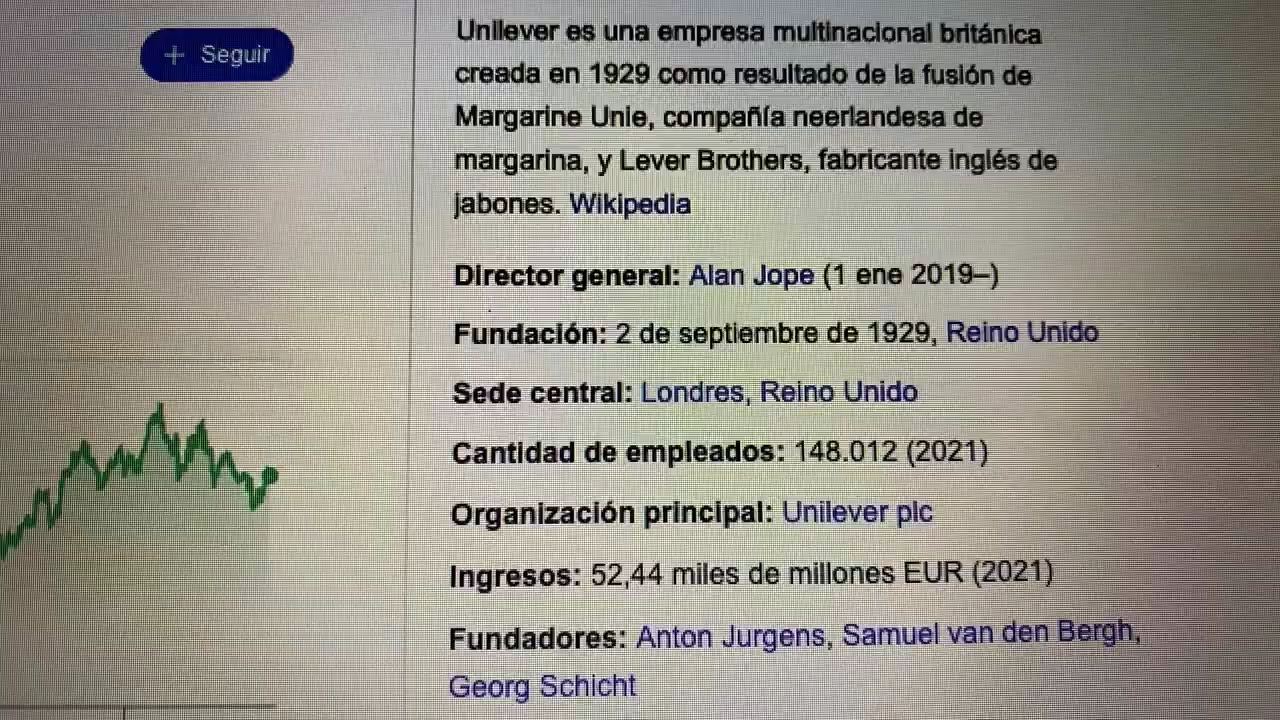 + Seguir
Unilever es una empresa multinacional británica
creada en 1929 como resultado de la fusión de
Margarine Unie, compañía neerlandesa de
margarina, y Lever Brothers, fabricante inglés de
jabones. Wikipedia
Director general: Alan Jope (1 ene 2019–)
Fundación: 2 de septiembre de 1929, Reino Unido
Sede central: Londres, Reino Unido
Cantidad de empleados: 148.012 (2021)
Organización principal: Unilever plc
Ingresos: 52,44 miles de millones EUR (2021)
Fundadores: Anton Jurgens, Samuel van den Bergh,
Georg Schicht